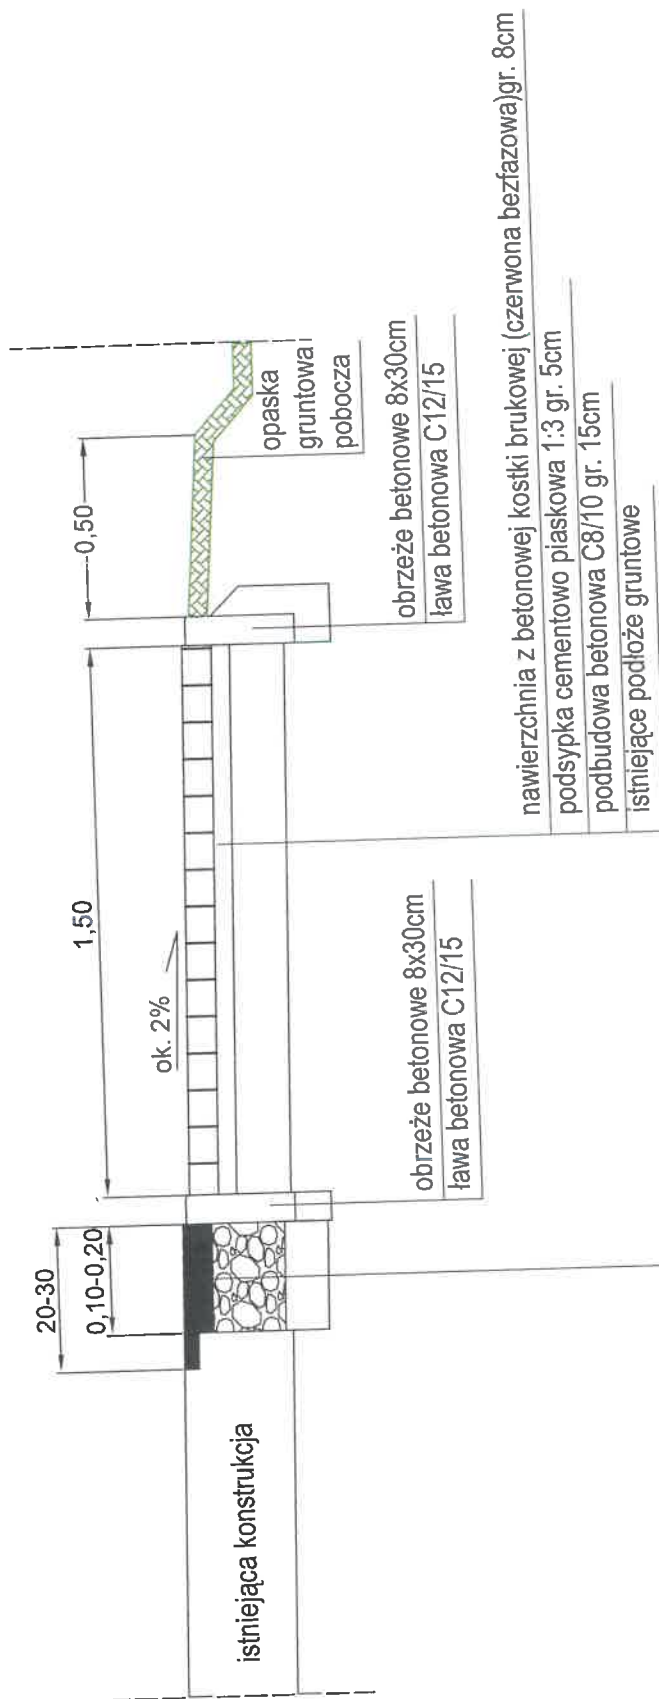 20-30
0,10-0,20
1,50
0,50
ok. 2%
istniejąca konstrukcja
opaska
gruntowa
pobocza
obrzeże betonowe 8x30cm
ława betonowa C12/15
obrzeże betonowe 8x30cm
ława betonowa C12/15
nawierzchnia z betonowej kostki brukowej (czerwona bezfazowa)gr. 8cm
podsypka cementowo piaskowa 1:3 gr. 5cm
podbudowa betonowa C8/10 gr. 15cm
istniejące podłoże gruntowe